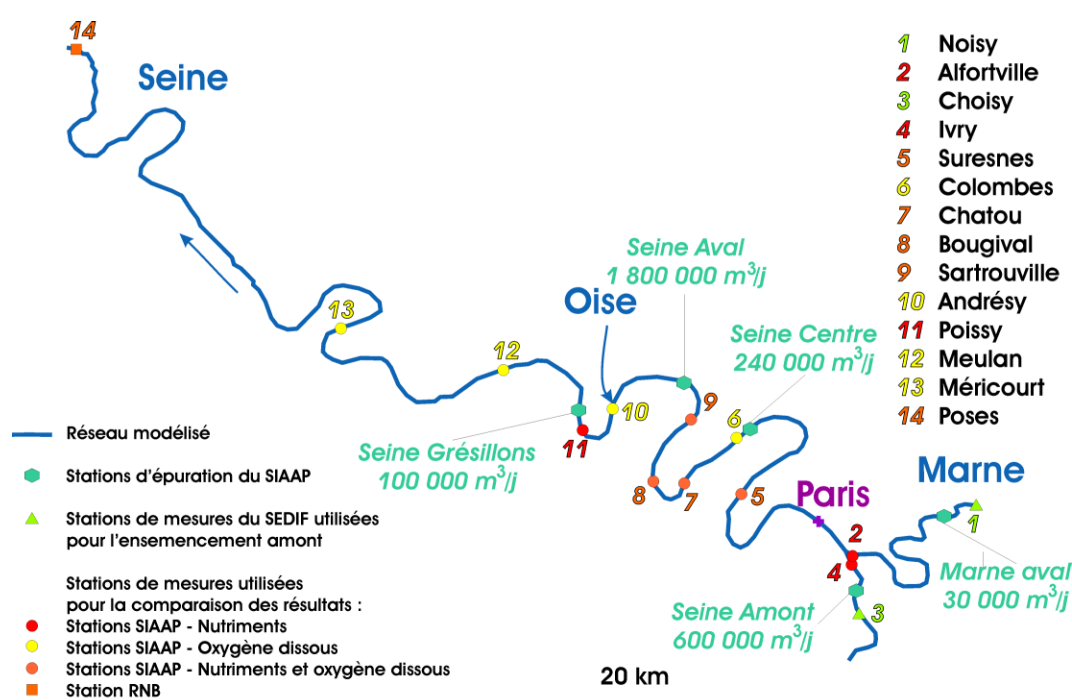 14
Seine
1 Noisy
2 Alfortville
3 Choisy
4 Ivry
5 Suresnes
6 Colombes
7 Chatou
8 Bougival
9 Sartrouville
10 Andrésy
11 Poissy
12 Meulan
13 Méricourt
14 Poses
Seine Aval
1 800 000 m³/j
Oise
13
Seine Centre
240 000 m³/j
12
9
10
6
11
Seine Grésillons
100 000 m³/j
8
7
5
Paris
Marne
1
2
4
Marne aval
30 000 m³/j
Seine Amont
600 000 m³/j
3
20 km
Réseau modélisé
Stations d'épuration du SIAAP
Stations de mesures du SEDIF utilisées
pour l'ensemencement amont
Stations de mesures utilisées
pour la comparaison des résultats :
Stations SIAAP - Nutriments
Stations SIAAP - Oxygène dissous
Stations SIAAP - Nutriments et oxygène dissous
Station RNB